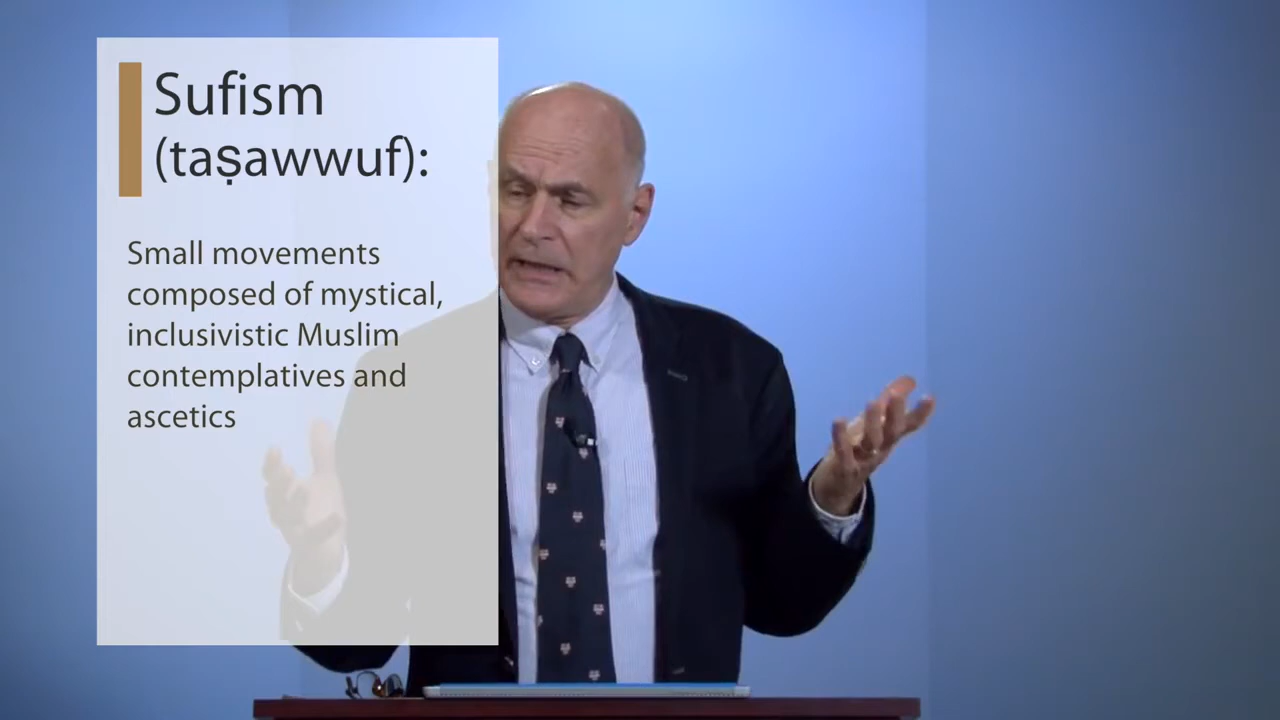 Sufism
(taṣawwuf):
Small movements
composed of mystical,
inclusivistic Muslim
contemplatives and
ascetics